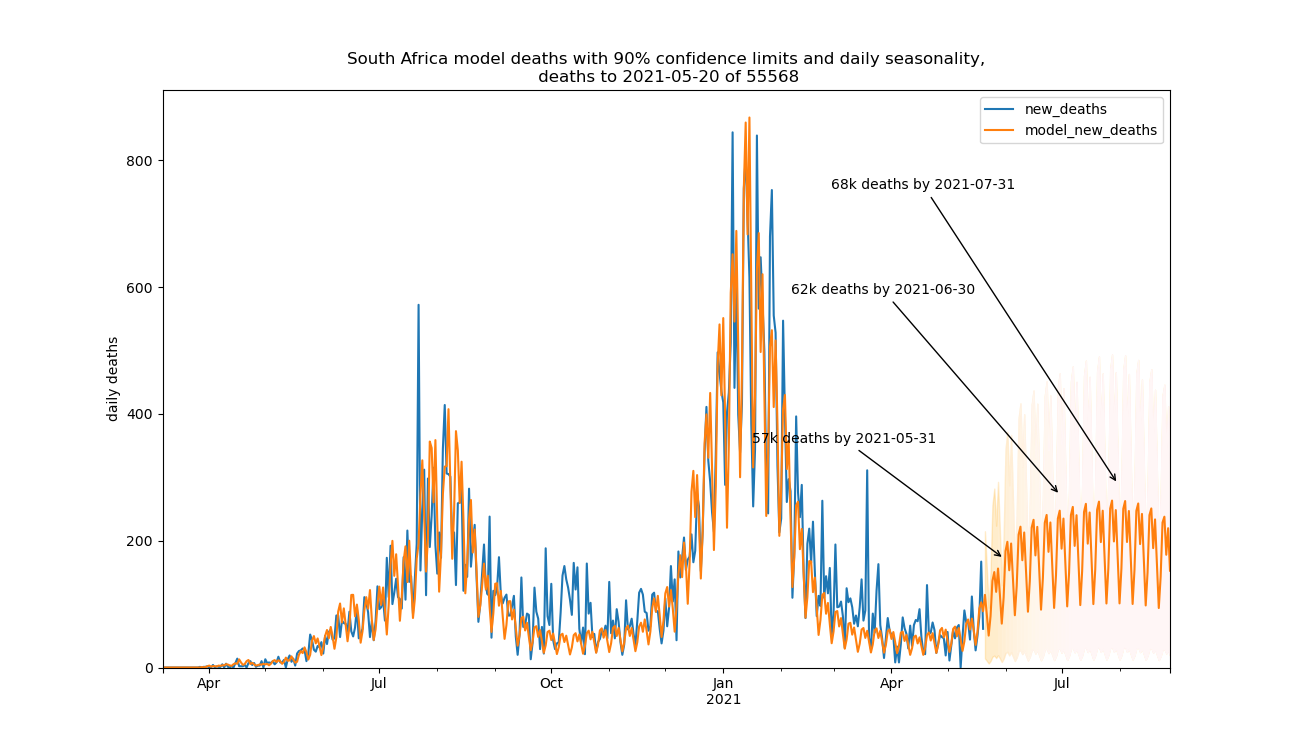 South Africa model deaths with 90% confidence limits and daily seasonality,
deaths to 2021-05-20 of 55568
new_deaths
model_new_deaths
68k deaths by 2021-07-31
62k deaths by 2021-06-30
57k deaths by 2021-05-31
daily deaths
800
600
400
200
0
Apr Jul Oct Jan Apr Jul
2021